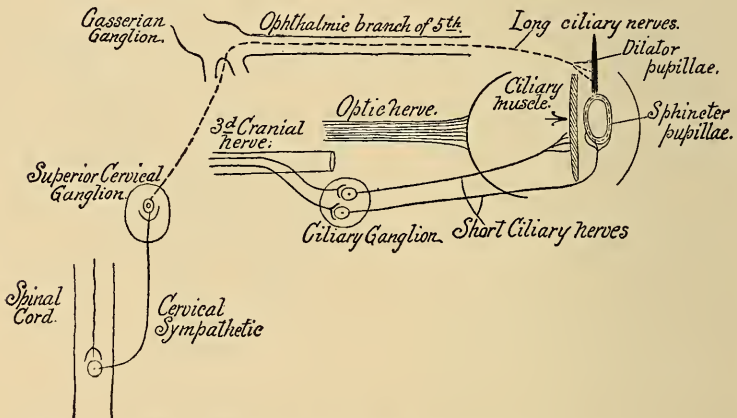 Gasserian
Ganglion.
Ophthalmic branch of 5th.
Long ciliary nerves.
Dilator
pupillae.
Ciliary
muscle.
Optic nerve.
Sphincter
pupillae.
3d Cranial
nerve.
Superior Cervical
Ganglion.
Ciliary Ganglion.
Short Ciliary nerves
Spinal
Cord.
Cervical
Sympathetic